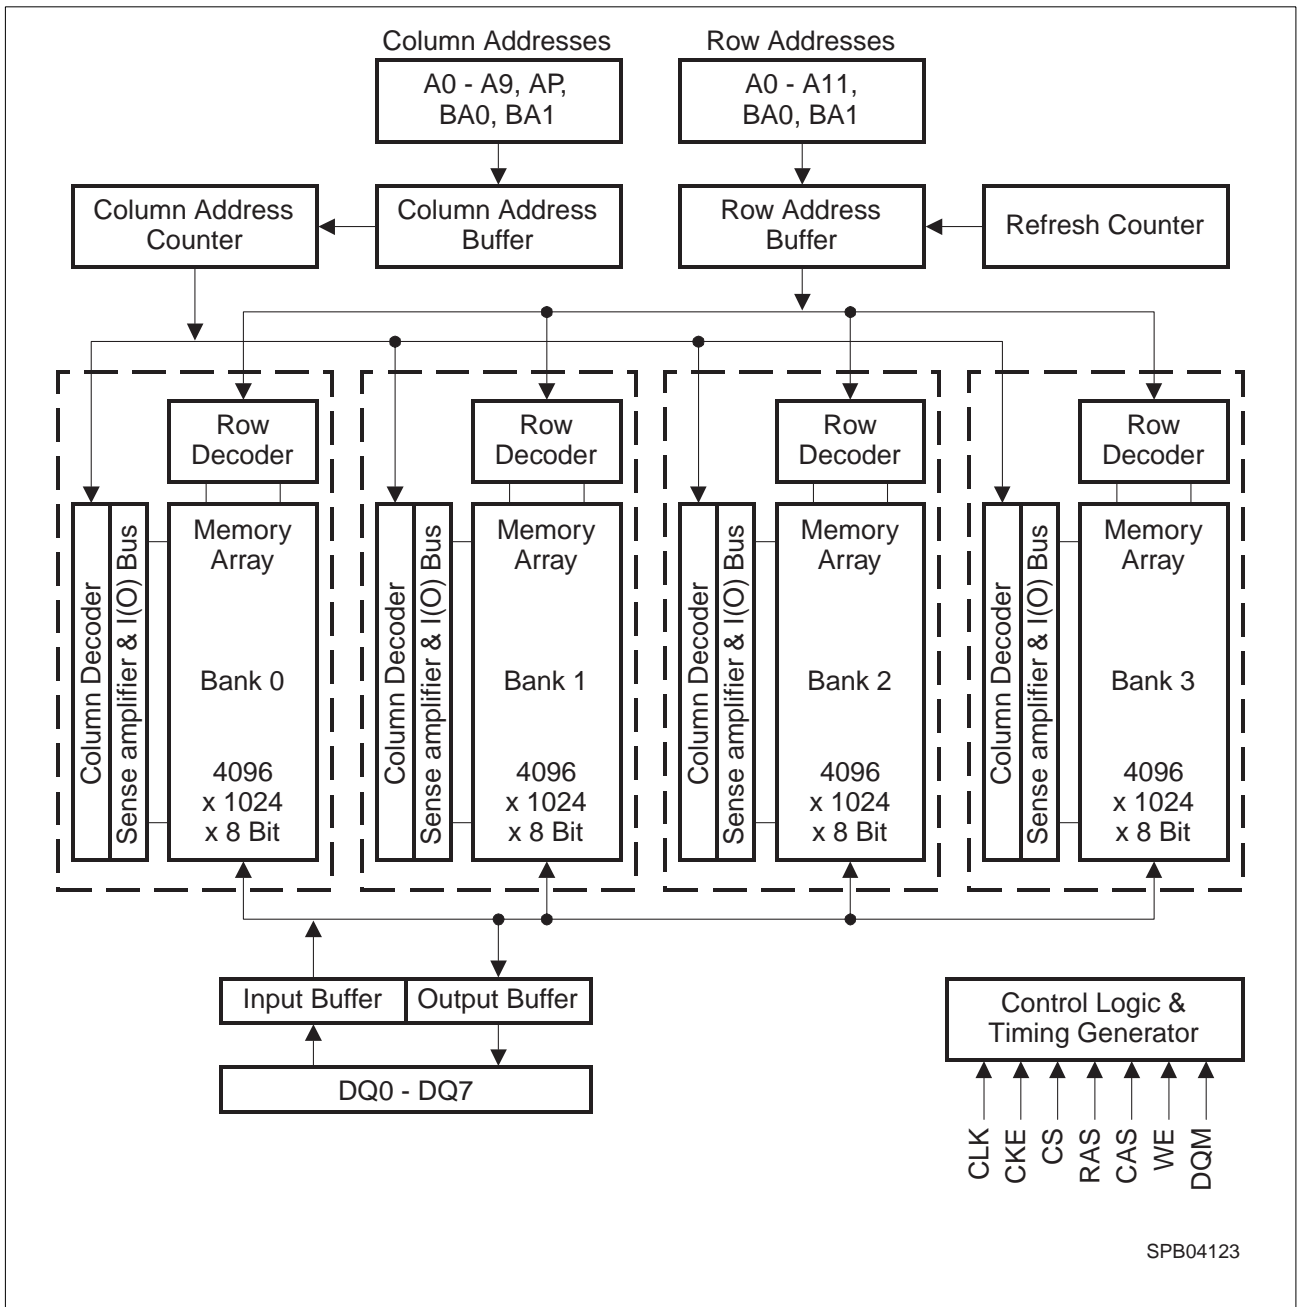 Column Addresses
Row Addresses
A0 - A9, AP,
BA0, BA1
A0 - A11,
BA0, BA1
Column Address
Counter
Column Address
Buffer
Row Address
Buffer
Refresh Counter
Row
Decoder
Row
Decoder
Row
Decoder
Row
Decoder
Column Decoder
Sense amplifier & I(O) Bus
Memory
Array
Bank 0
4096
x 1024
x 8 Bit
Column Decoder
Sense amplifier & I(O) Bus
Memory
Array
Bank 1
4096
x 1024
x 8 Bit
Column Decoder
Sense amplifier & I(O) Bus
Memory
Array
Bank 2
4096
x 1024
x 8 Bit
Column Decoder
Sense amplifier & I(O) Bus
Memory
Array
Bank 3
4096
x 1024
x 8 Bit
Input Buffer
Output Buffer
DQ0 - DQ7
Control Logic &
Timing Generator
CLK
CKE
CS
RAS
CAS
WE
DQM
SPB04123